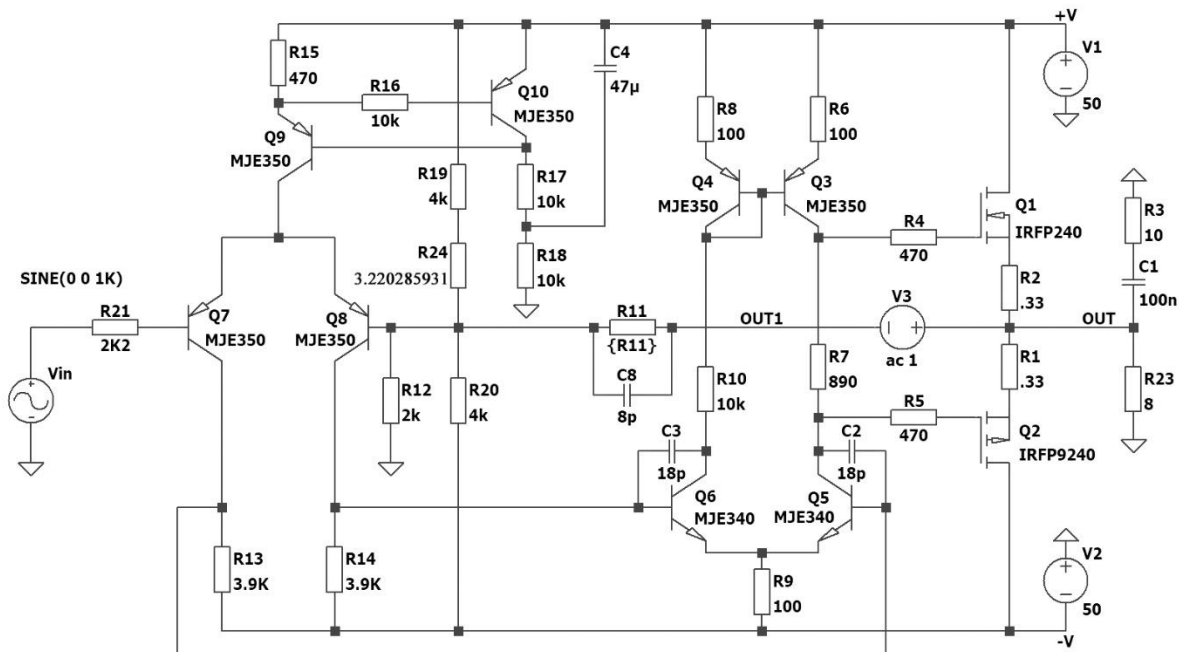 +V
R15
470
R16
10k
Q10
MJE350
C4
47µ
V1
50
R8
100
R6
100
Q9
MJE350
R19
4k
R17
10k
Q4
MJE350
Q3
MJE350
R4
470
Q1
IRFP240
R3
10
R24
3.220285931
R18
10k
R2
.33
C1
100n
SINE(0 0 1K)
R21
2K2
Q7
MJE350
Q8
MJE350
R11
{R11}
OUT1
V3
ac 1
OUT
Vin
C8
8p
R12
2k
R20
4k
R10
10k
R7
890
R5
470
R1
.33
R23
8
Q2
IRFP9240
C3
18p
C2
18p
Q6
MJE340
Q5
MJE340
R13
3.9K
R14
3.9K
R9
100
V2
50
-V